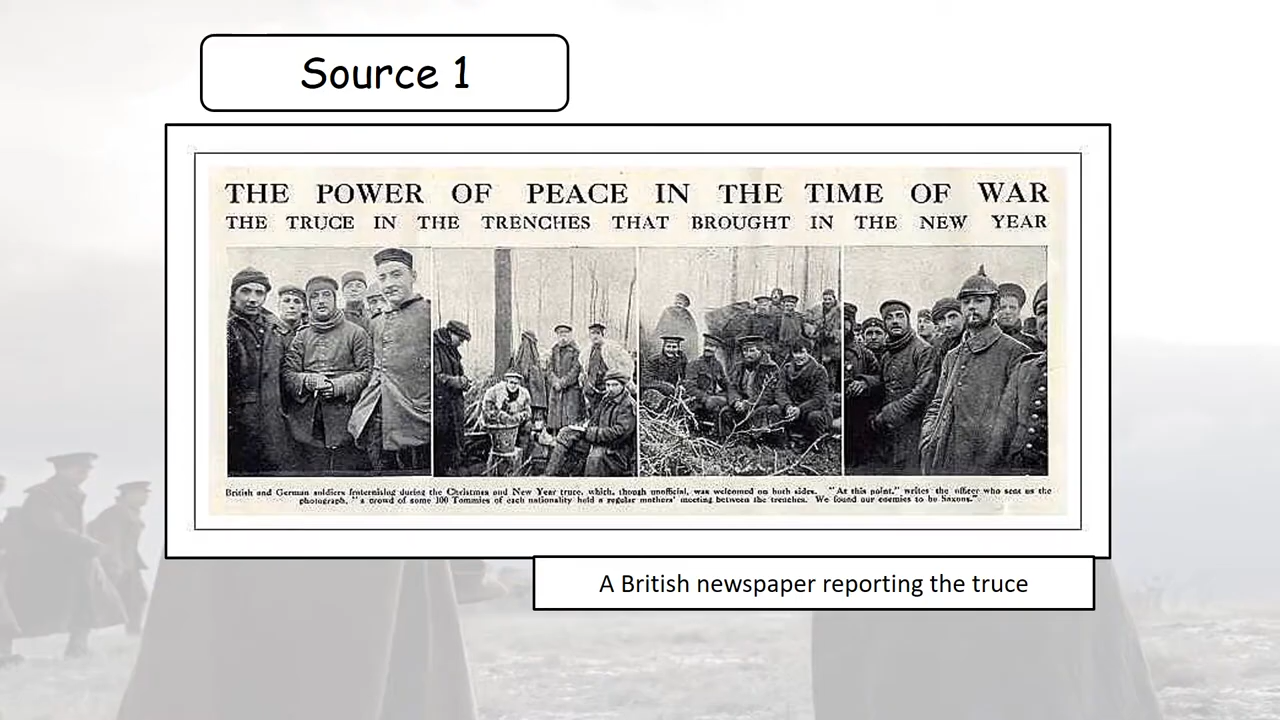 Source 1
THE POWER OF PEACE IN THE TIME OF WAR
THE TRUCE IN THE TRENCHES THAT BROUGHT IN THE NEW YEAR
British and German soldiers fraternising during the Christmas and New Year truce, which, though unofficial, was welcomed on both sides. "At this point," writes the officer who sent us the
photograph, "a crowd of some 100 Tommies of each nationality held a regular mothers' meeting between the trenches. We found our enemies to be Saxons."
A British newspaper reporting the truce